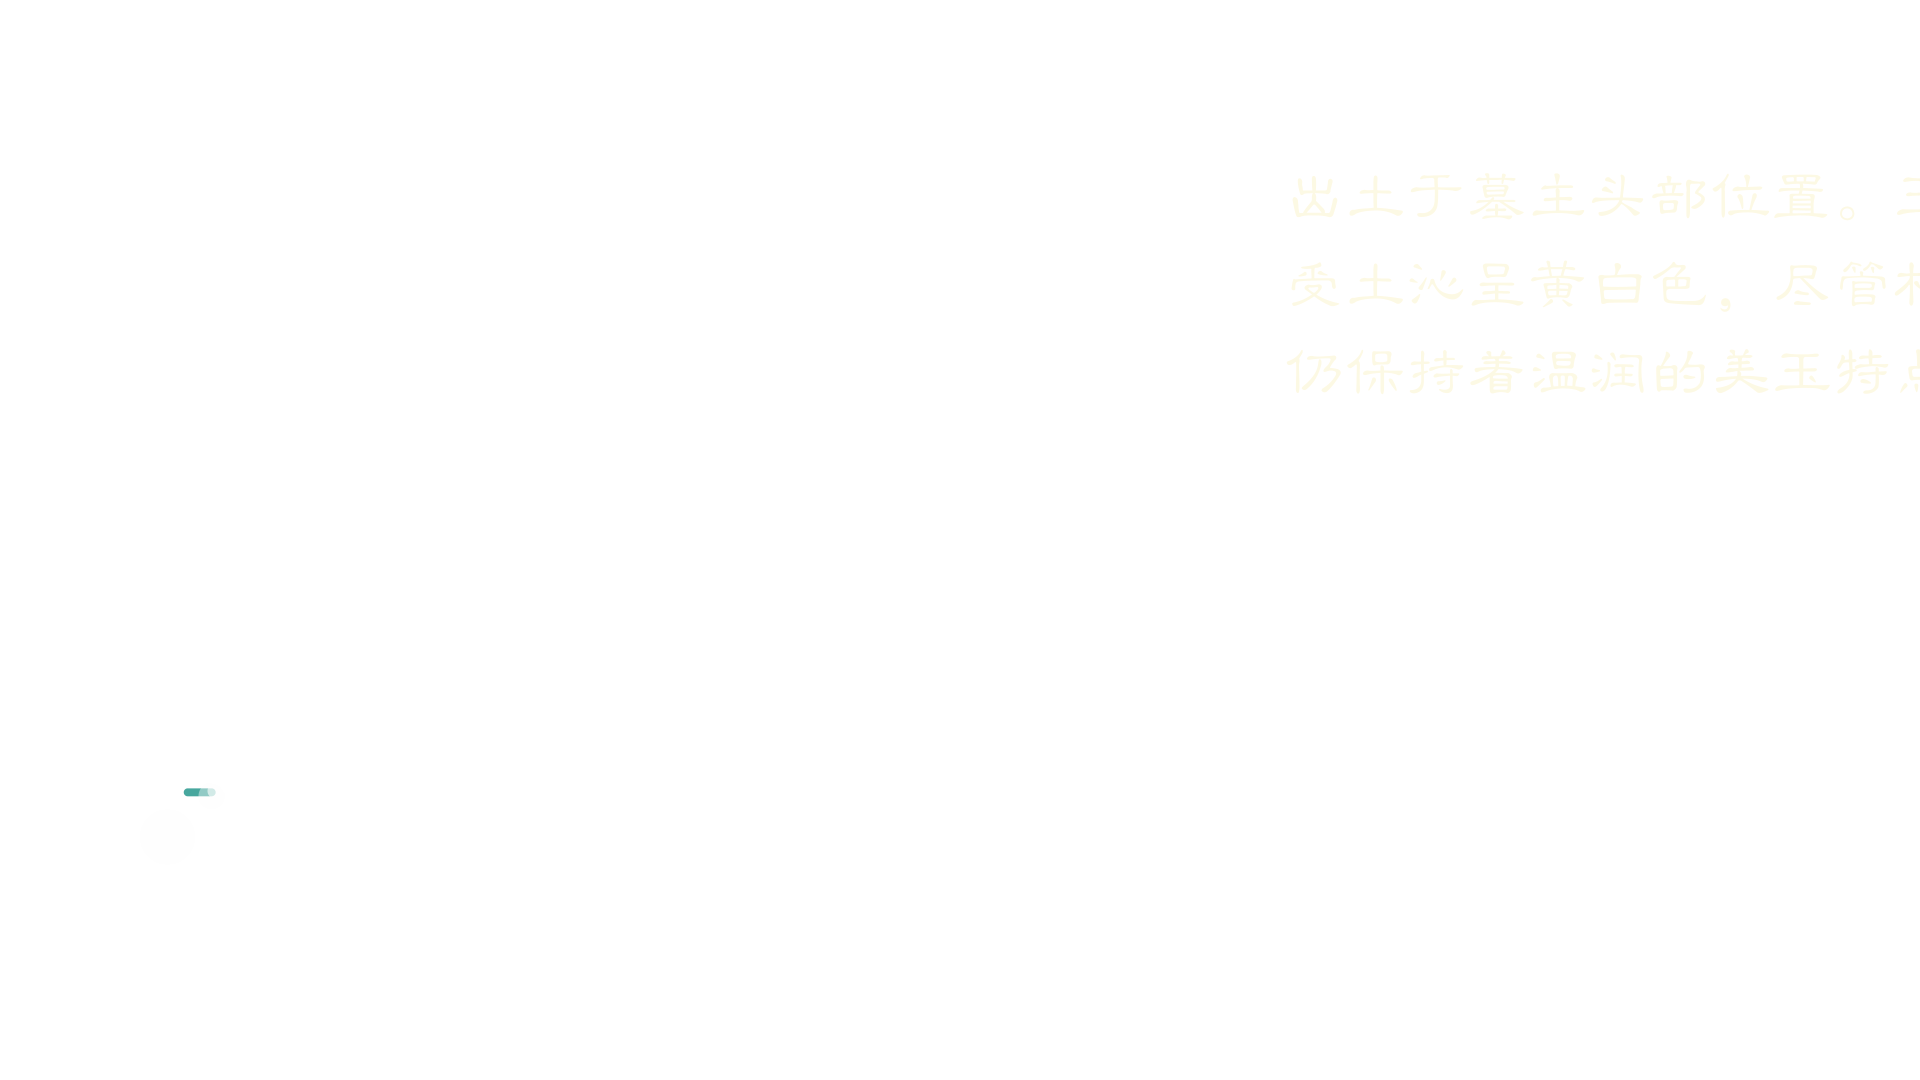 出土于墓主头部位置。
受土沁呈黄白色，尽管
仍保持着温润的美玉特